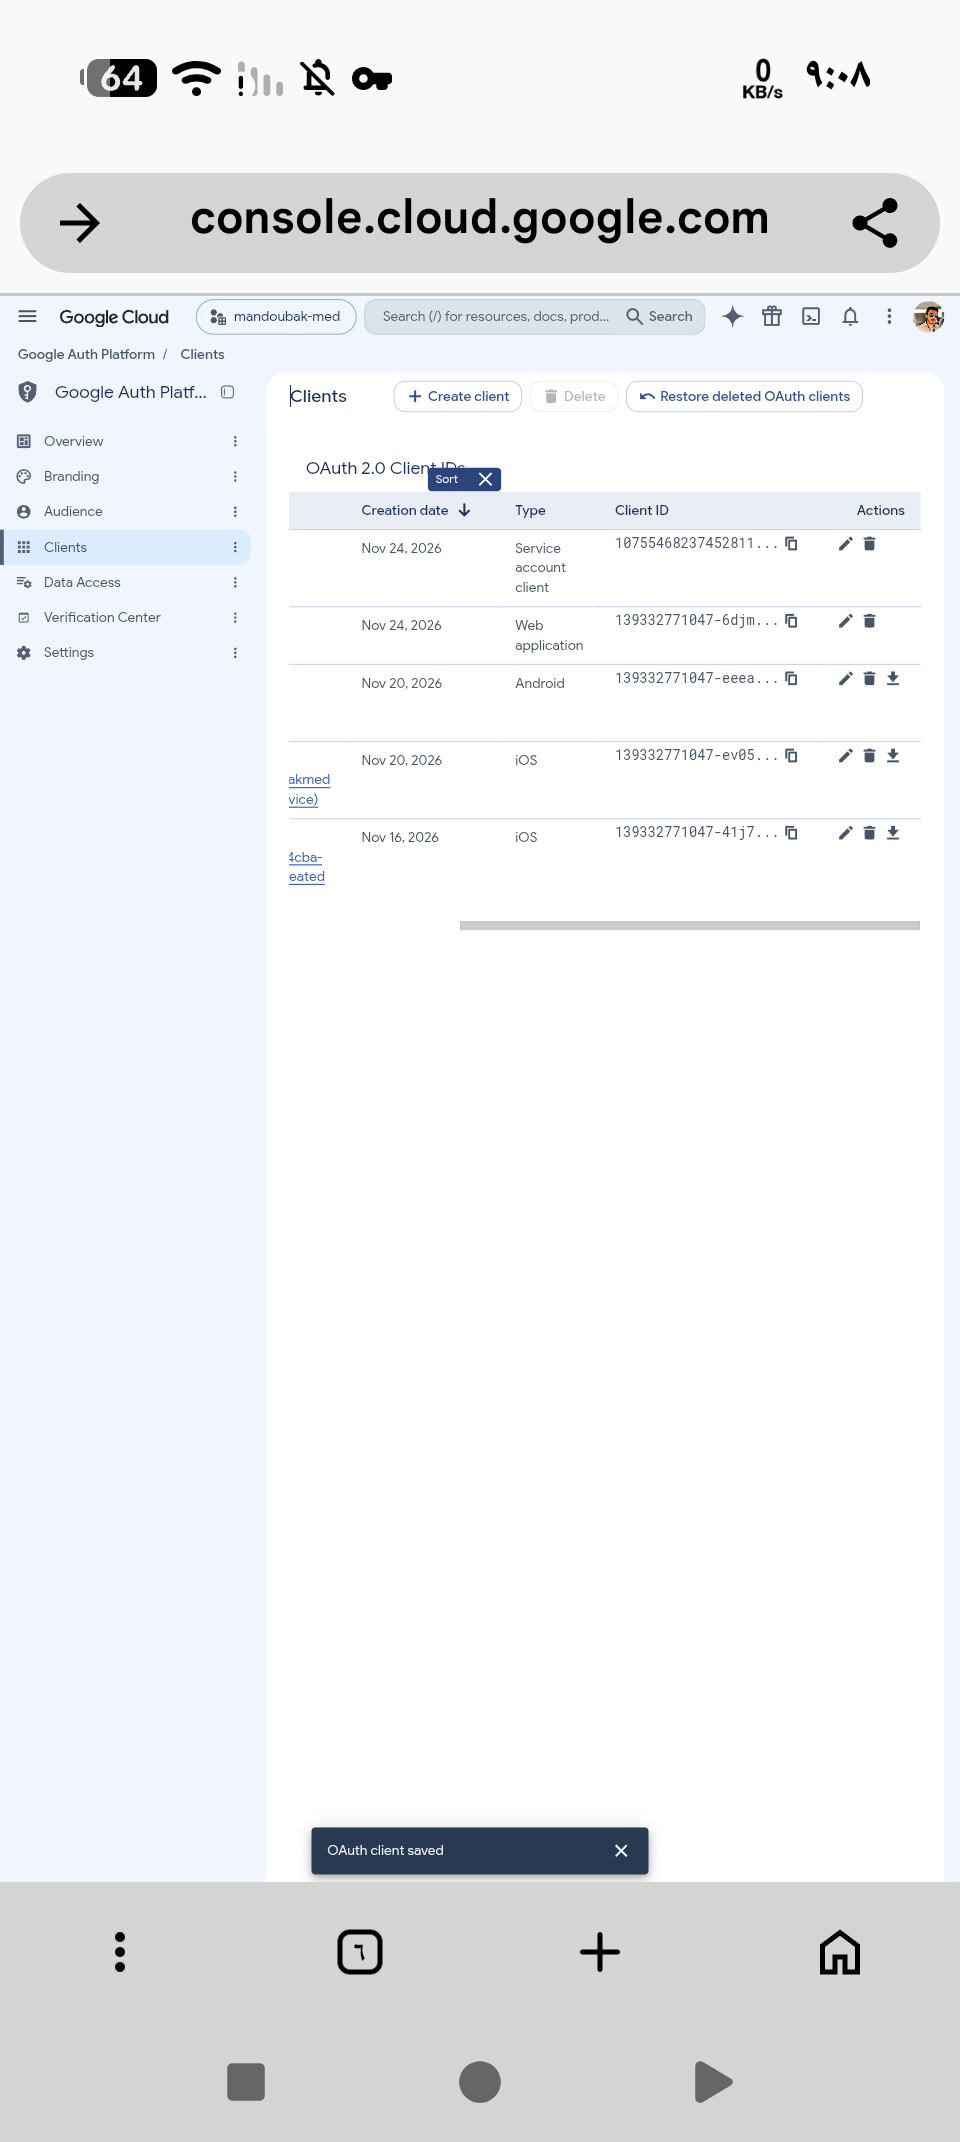 64
0
KB/s
٩:٠٨
console.cloud.google.com
Google Cloud
mandoubak-med
Search (/) for resources, docs, prod...
Search
Google Auth Platform / Clients
Google Auth Platf...
Overview
Branding
Audience
Clients
Data Access
Verification Center
Settings
Clients
Create client
Delete
Restore deleted OAuth clients
OAuth 2.0 Client IDs
Sort
Creation date Type Client ID Actions
Nov 24, 2026 Service account client 10755468237452811...
Nov 24, 2026 Web application 139332771047-6djm...
Nov 20, 2026 Android 139332771047-eeea...
Nov 20, 2026 iOS 139332771047-ev05...
akmed
vice)
Nov 16, 2026 iOS 139332771047-41j7...
4cba-
eated
OAuth client saved
٦